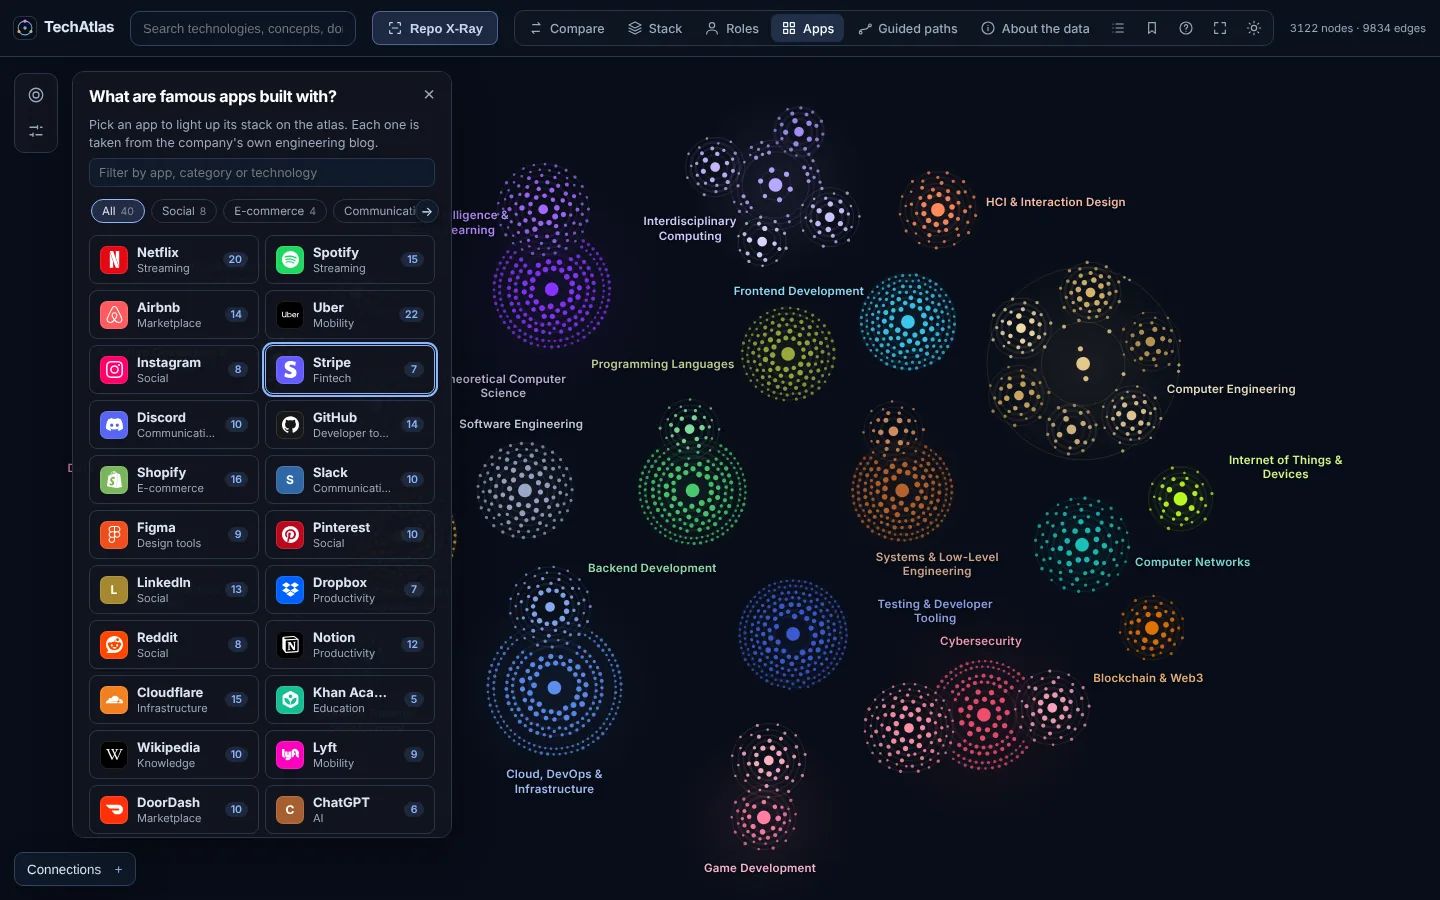 TechAtlas
Search technologies, concepts, do
Repo X-Ray
Compare
Stack
Roles
Apps
Guided paths
About the data
3122 nodes · 9834 edges
What are famous apps built with?
Pick an app to light up its stack on the atlas. Each one is
taken from the company's own engineering blog.
Filter by app, category or technology
All 40
Social 8
E-commerce 4
Communicati
Netflix
Streaming
20
Spotify
Streaming
15
Airbnb
Marketplace
14
Uber
Uber
Mobility
22
Instagram
Social
8
S
Stripe
Fintech
7
Discord
Communicati...
10
GitHub
Developer to...
14
Shopify
E-commerce
16
S
Slack
Communicati...
10
Figma
Design tools
9
Pinterest
Social
10
L
LinkedIn
Social
13
Dropbox
Productivity
7
Reddit
Social
8
Notion
Productivity
12
Cloudflare
Infrastructure
15
Khan Aca...
Education
5
W
Wikipedia
Knowledge
10
Lyft
Lyft
Mobility
9
DoorDash
Marketplace
10
C
ChatGPT
AI
6
Connections +
lligence &
earning
Interdisciplinary
Computing
HCI & Interaction Design
Frontend Development
Programming Languages
heoretical Computer
Science
Computer Engineering
Software Engineering
Internet of Things &
Devices
Backend Development
Systems & Low-Level
Engineering
Computer Networks
Testing & Developer
Tooling
Cybersecurity
Blockchain & Web3
Cloud, DevOps &
Infrastructure
Game Development